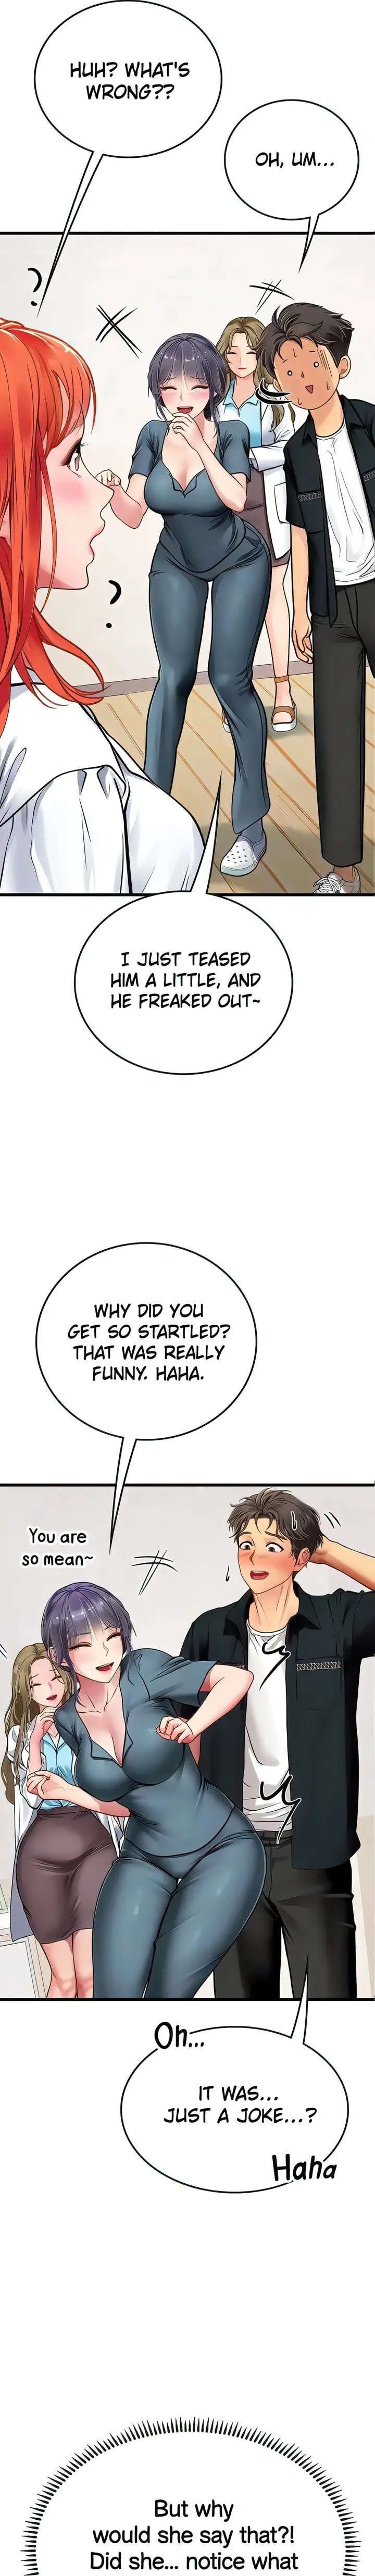 HUH? WHAT'S
WRONG??
OH, UM...
?
?
I JUST TEASED
HIM A LITTLE, AND
HE FREAKED OUT~
WHY DID YOU
GET SO STARTLED?
THAT WAS REALLY
FUNNY. HAHA.
You are
so mean~
Oh...
IT WAS...
JUST A JOKE...?
Haha
But why
would she say that?!
Did she... notice what